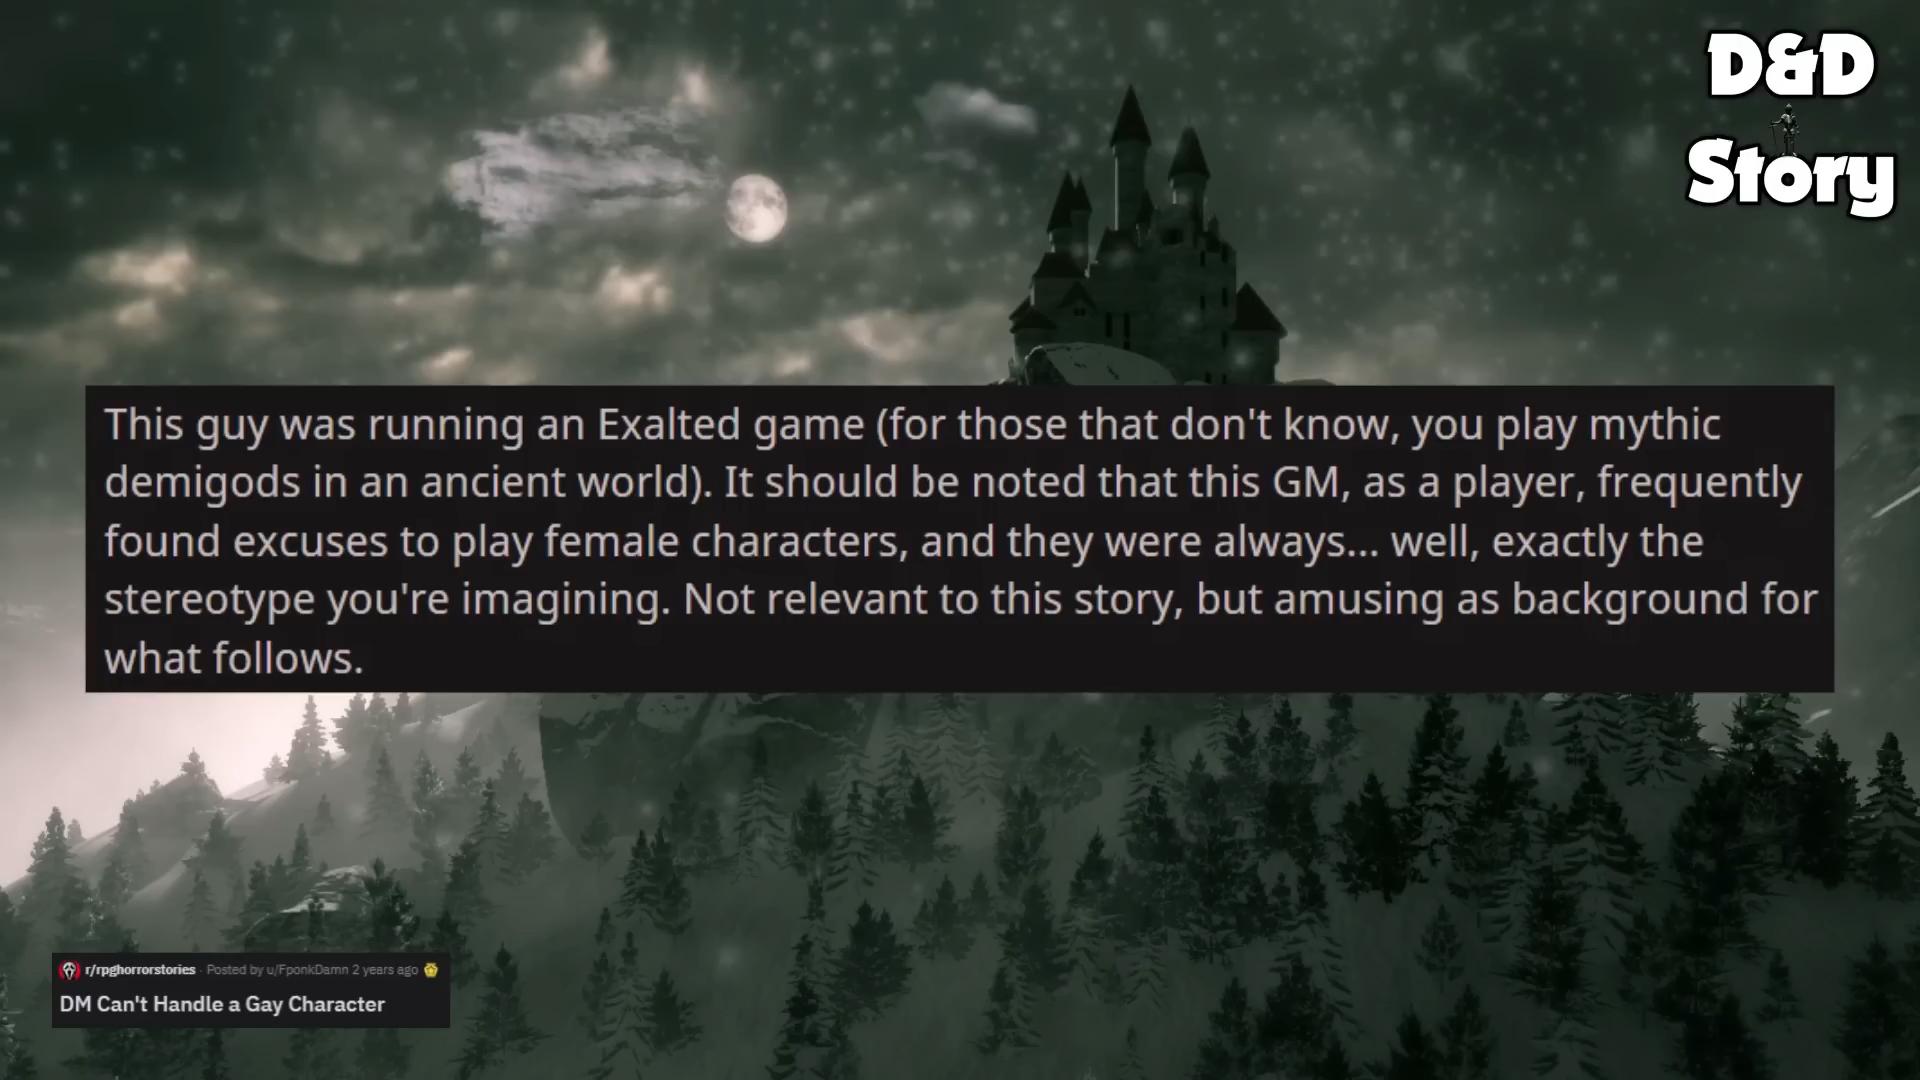 D&D
Story
This guy was running an Exalted game (for those that don't know, you play mythic
demigods in an ancient world). It should be noted that this GM, as a player, frequently
found excuses to play female characters, and they were always... well, exactly the
stereotype you're imagining. Not relevant to this story, but amusing as background for
what follows.
r/rpghorrorstories · Posted by u/FponkDamn 2 years ago
DM Can't Handle a Gay Character